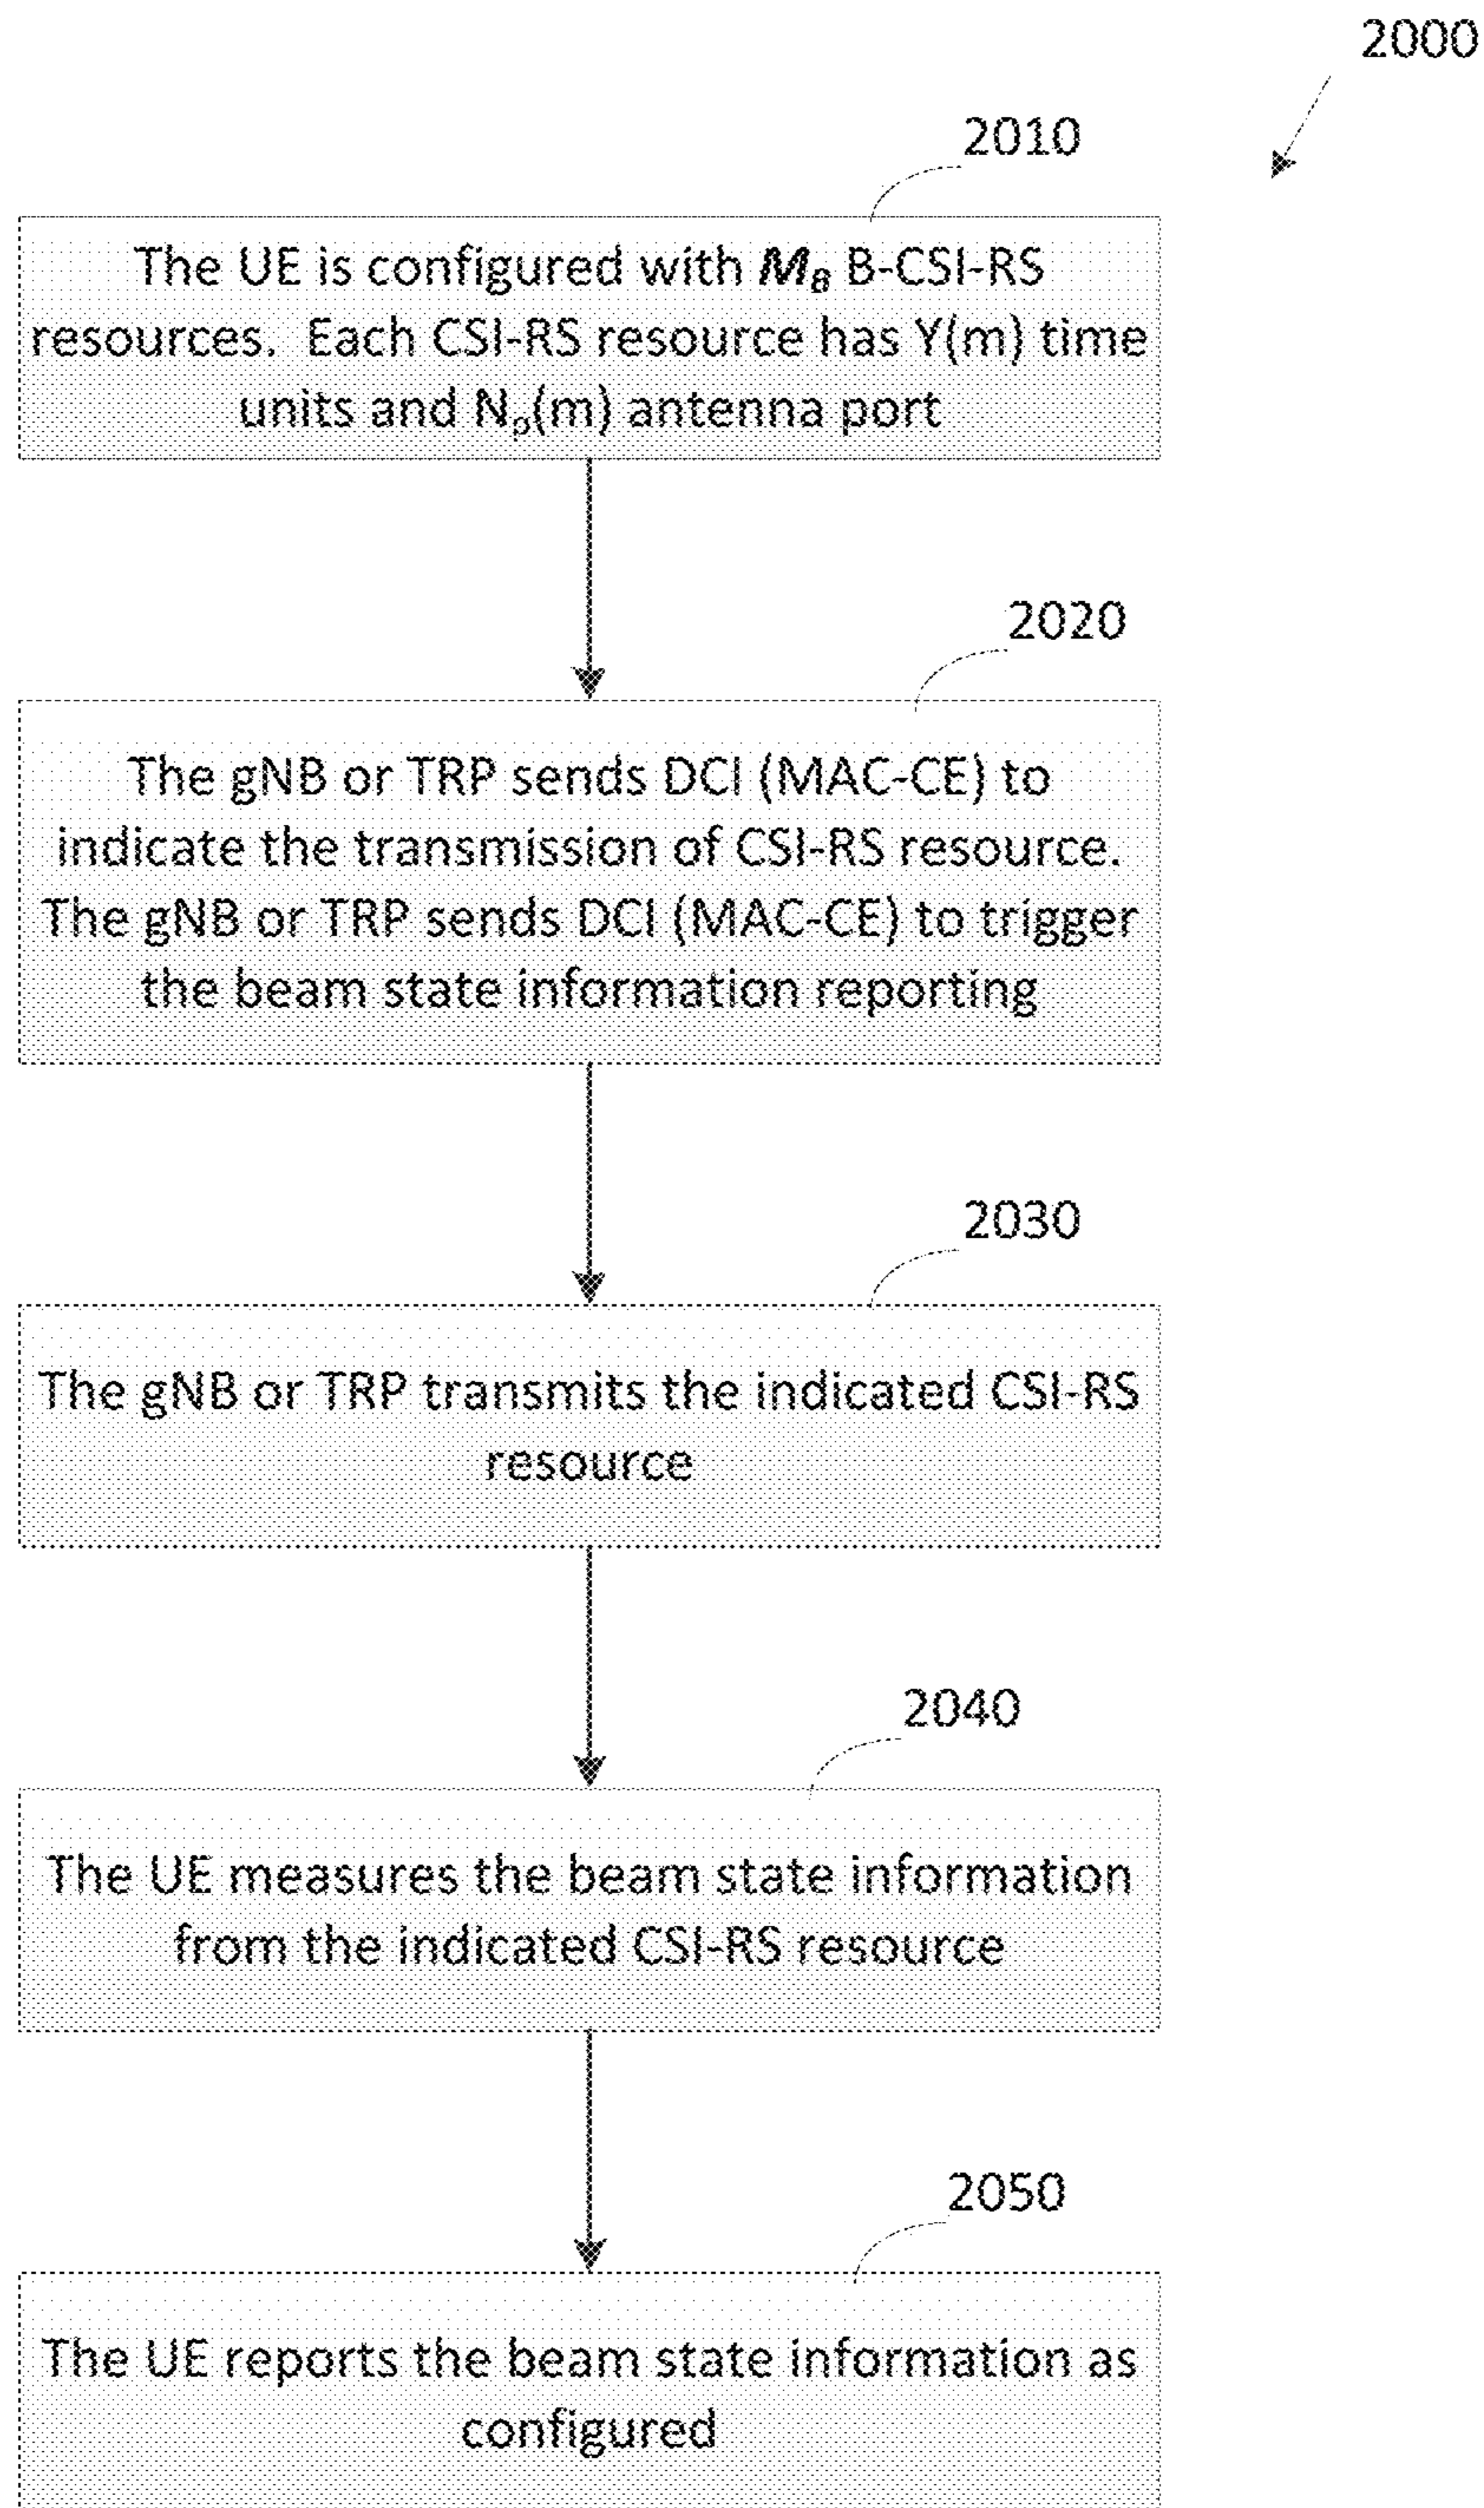 2000
2010
The UE is configured with M_B B-CSI-RS
resources.  Each CSI-RS resource has Y(m) time
units and N_p(m) antenna port
2020
The gNB or TRP sends DCI (MAC-CE) to
indicate the transmission of CSI-RS resource.
The gNB or TRP sends DCI (MAC-CE) to trigger
the beam state information reporting
2030
The gNB or TRP transmits the indicated CSI-RS
resource
2040
The UE measures the beam state information
from the indicated CSI-RS resource
2050
The UE reports the beam state information as
configured